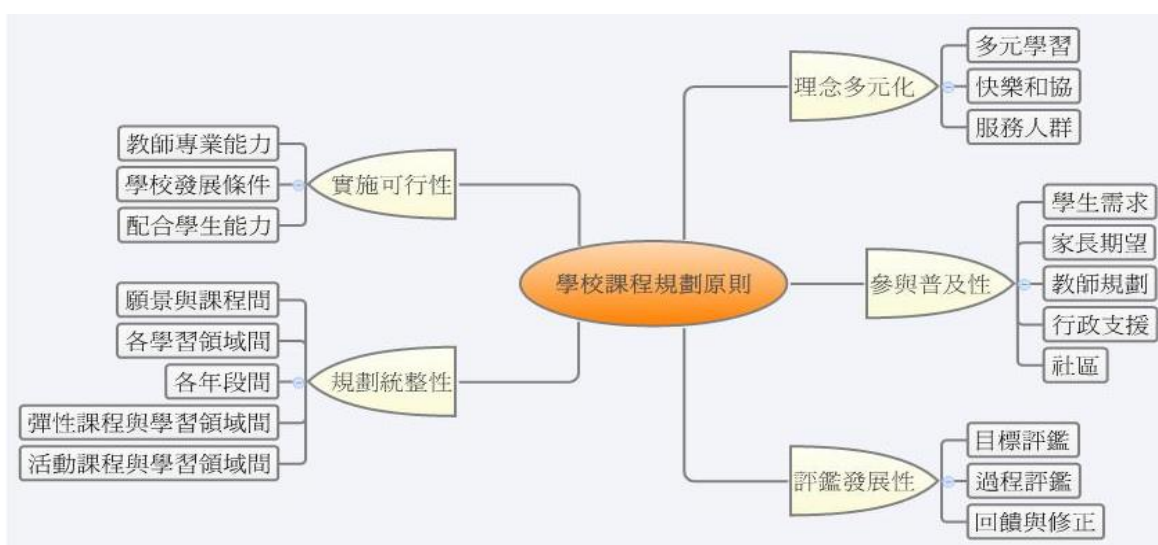 學校課程規劃原則
理念多元化
多元學習
快樂和協
服務人群
參與普及性
學生需求
家長期望
教師規劃
行政支援
社區
評鑑發展性
目標評鑑
過程評鑑
回饋與修正
實施可行性
教師專業能力
學校發展條件
配合學生能力
規劃統整性
願景與課程間
各學習領域間
各年段間
彈性課程與學習領域間
活動課程與學習領域間